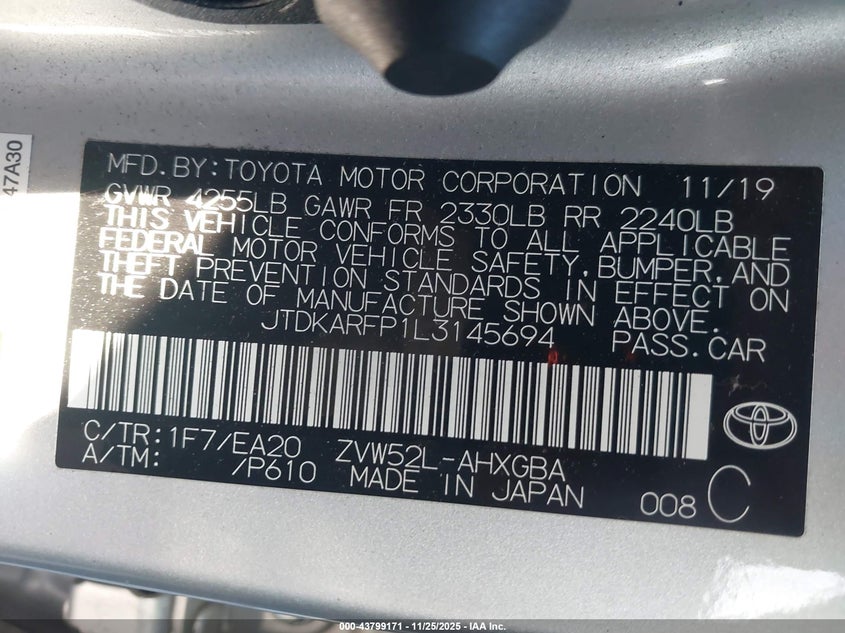 47A30
MFD.BY:TOYOTA MOTOR CORPORATION 11/19
GVWR 4255LB GAWR FR 2330LB RR 2240LB
THIS VEHICLE CONFORMS TO ALL APPLICABLE
FEDERAL MOTOR VEHICLE SAFETY,BUMPER,AND
THEFT PREVENTION STANDARDS IN EFFECT ON
THE DATE OF MANUFACTURE SHOWN ABOVE.
JTDKARFP1L3145694 PASS.CAR
C/TR:1F7/EA20 ZVW52L-AHXGBA
A/TM: /P610 MADE IN JAPAN
008 C
000-43799171 - 11/25/2025 - IAA Inc.